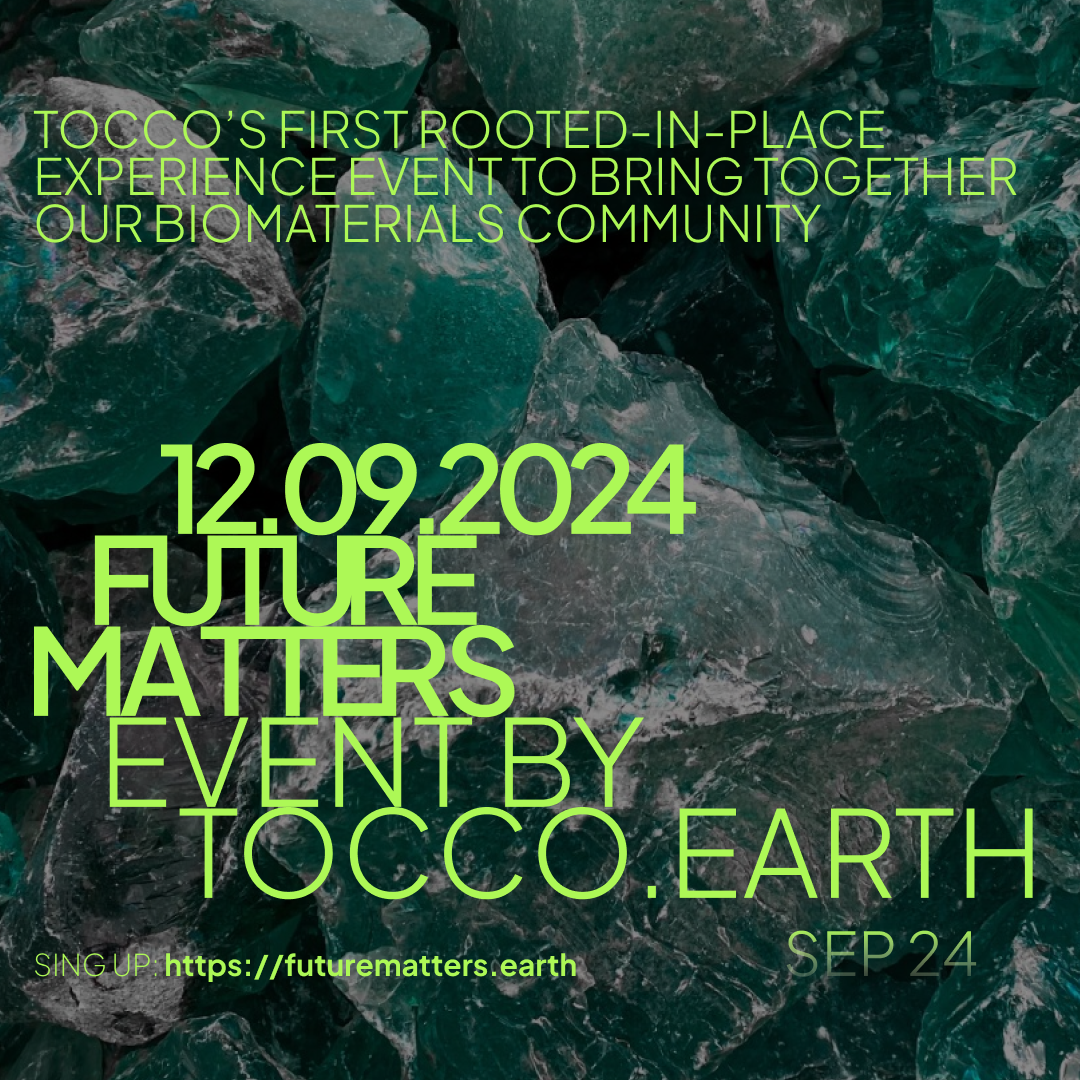 TOCCO’S FIRST ROOTED-IN-PLACE
EXPERIENCE EVENT TO BRING TOGETHER
OUR BIOMATERIALS COMMUNITY
12.09.2024
FUTURE
MATTERS
EVENT BY
TOCCO.EARTH
SEP 24
SING UP: https://futurematters.earth